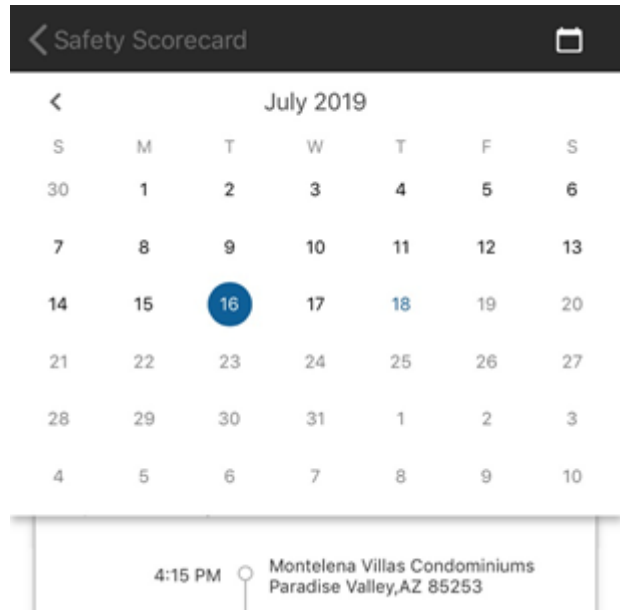 Safety Scorecard
July 2019
S M T W T F S
30 1 2 3 4 5 6
7 8 9 10 11 12 13
14 15 16 17 18 19 20
21 22 23 24 25 26 27
28 29 30 31 1 2 3
4 5 6 7 8 9 10
4:15 PM Montelena Villas Condominiums
Paradise Valley,AZ 85253